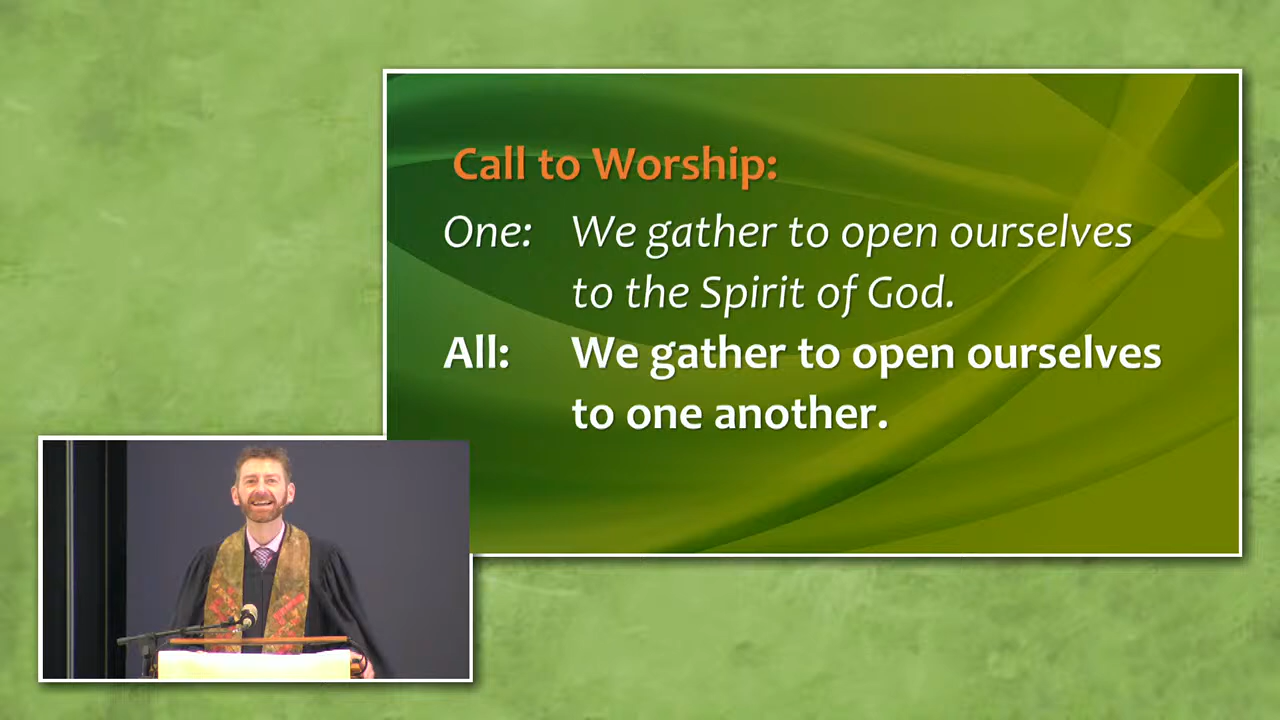 Call to Worship:
One: We gather to open ourselves
to the Spirit of God.
All: We gather to open ourselves
to one another.